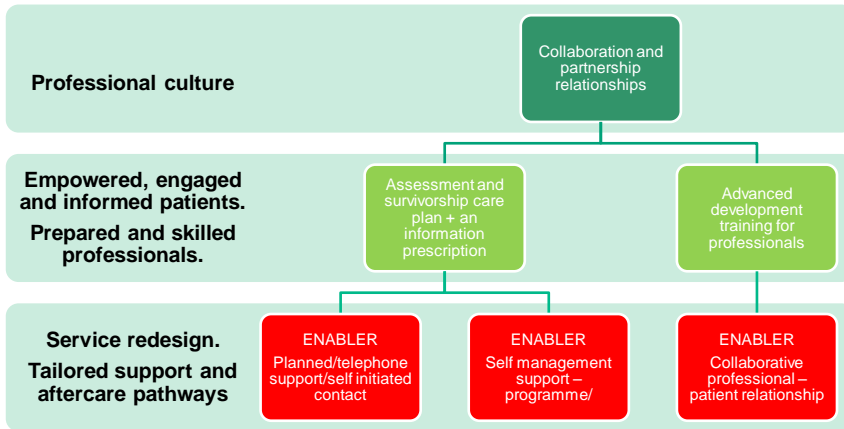 Professional culture
Collaboration and
partnership
relationships
Empowered, engaged
and informed patients.
Prepared and skilled
professionals.
Assessment and
survivorship care
plan + an
information
prescription
Advanced
development
training for
professionals
Service redesign.
Tailored support and
aftercare pathways
ENABLER
Planned/telephone
support/self initiated
contact
ENABLER
Self management
support –
programme/
ENABLER
Collaborative
professional –
patient relationship